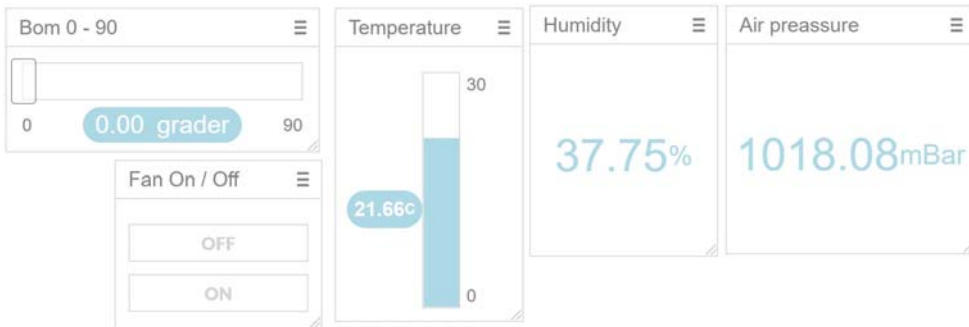 Bom 0 - 90
0
0.00 grader
90
Fan On / Off
OFF
ON
Temperature
30
21.66C
0
Humidity
37.75%
Air preassure
1018.08mBar